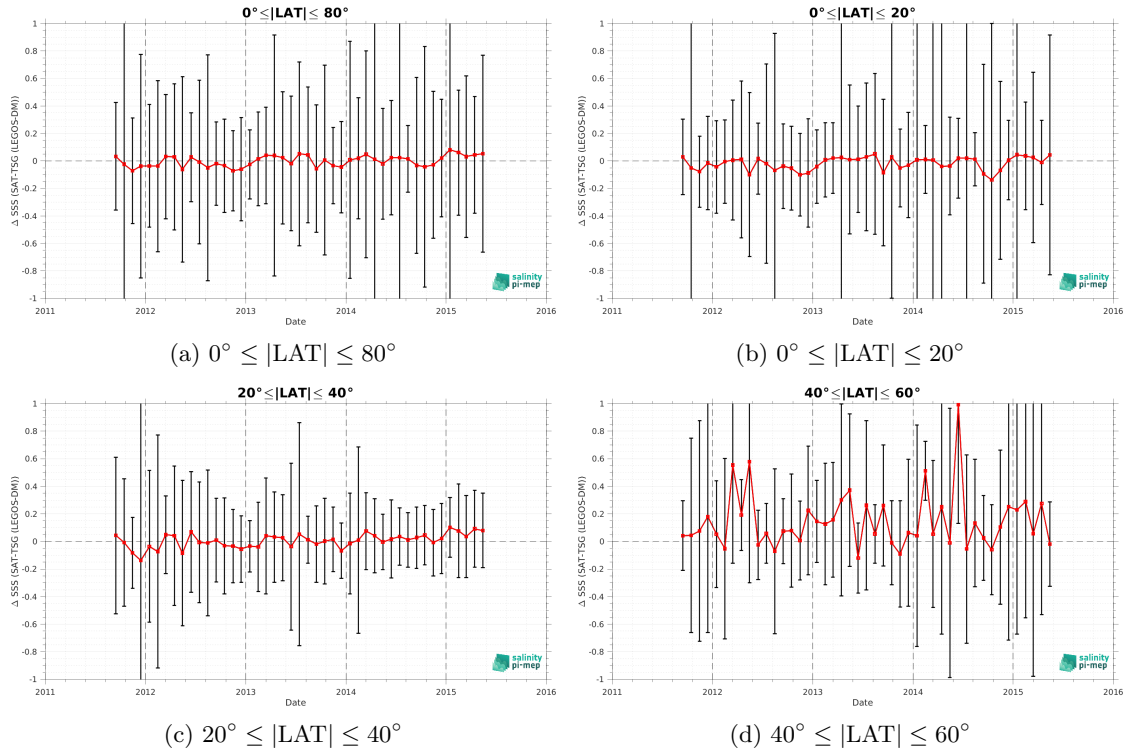 0°≤|LAT|≤ 80°
1
0.8
0.6
0.4
0.2
0
-0.2
-0.4
-0.6
-0.8
-1
Δ SSS (SAT-TSG (LEGOS-DM))
2011 2012 2013 2014 2015 2016
Date
salinity
pi-mep
(a) 0° ≤ |LAT| ≤ 80°
0°≤|LAT|≤ 20°
1
0.8
0.6
0.4
0.2
0
-0.2
-0.4
-0.6
-0.8
-1
Δ SSS (SAT-TSG (LEGOS-DM))
2011 2012 2013 2014 2015 2016
Date
salinity
pi-mep
(b) 0° ≤ |LAT| ≤ 20°
20°≤|LAT|≤ 40°
1
0.8
0.6
0.4
0.2
0
-0.2
-0.4
-0.6
-0.8
-1
Δ SSS (SAT-TSG (LEGOS-DM))
2011 2012 2013 2014 2015 2016
Date
salinity
pi-mep
(c) 20° ≤ |LAT| ≤ 40°
40°≤|LAT|≤ 60°
1
0.8
0.6
0.4
0.2
0
-0.2
-0.4
-0.6
-0.8
-1
Δ SSS (SAT-TSG (LEGOS-DM))
2011 2012 2013 2014 2015 2016
Date
salinity
pi-mep
(d) 40° ≤ |LAT| ≤ 60°